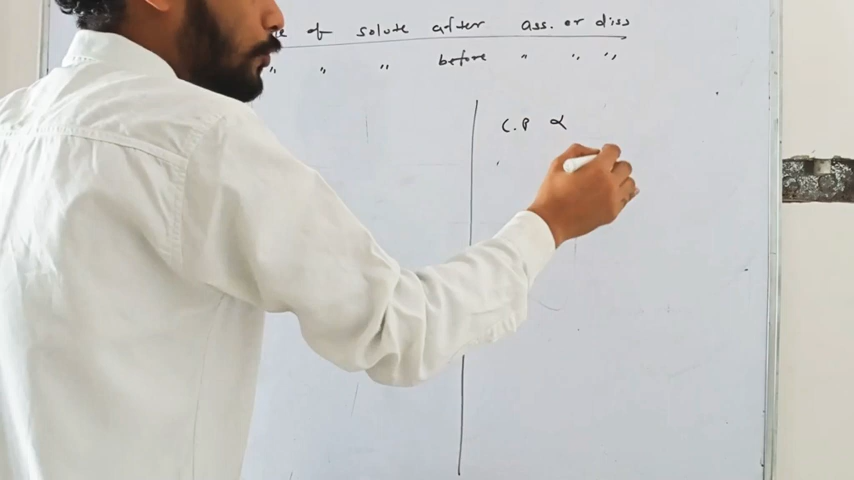 of solute after ass. or diss
" " " before " " "
C.P α